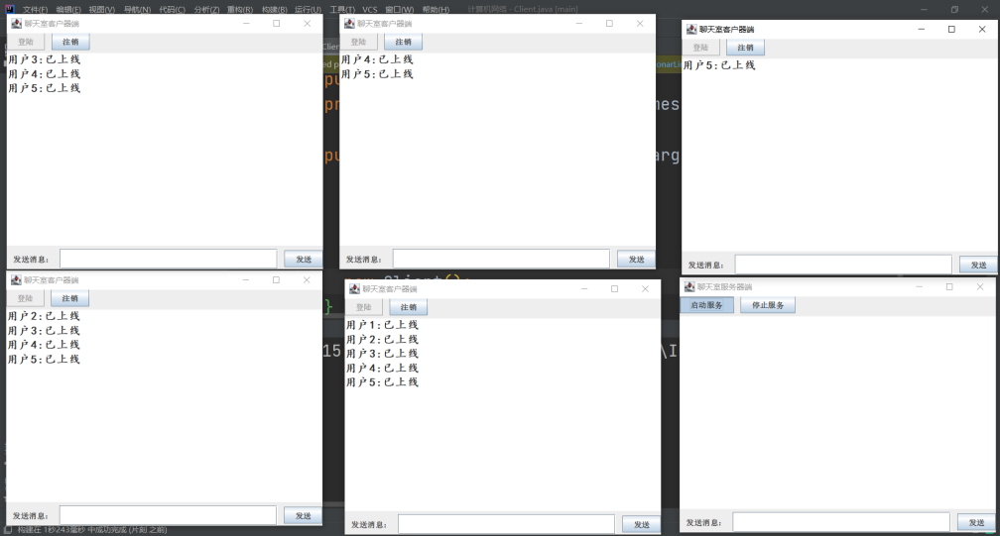 文件(F) 编辑(E) 视图(V) 导航(N) 代码(C) 分析(Z) 重构(R) 构建(B) 运行(U) 工具(T) VCS 窗口(W) 帮助(H) 计算机网络 - Client.java [main]
聊天室客户器端
登陆 注销
用户3:已上线
用户4:已上线
用户5:已上线
发送消息: 发送
聊天室客户器端
登陆 注销
用户4:已上线
用户5:已上线
发送消息: 发送
聊天室客户器端
登陆 注销
用户5:已上线
发送消息: 发送
聊天室客户器端
登陆 注销
用户2:已上线
用户3:已上线
用户4:已上线
用户5:已上线
发送消息: 发送
聊天室客户器端
登陆 注销
用户1:已上线
用户2:已上线
用户3:已上线
用户4:已上线
用户5:已上线
发送消息: 发送
聊天室服务器端
启动服务 停止服务
发送消息: 发送
构建在 1秒243毫秒 中成功完成 (片刻 之前)